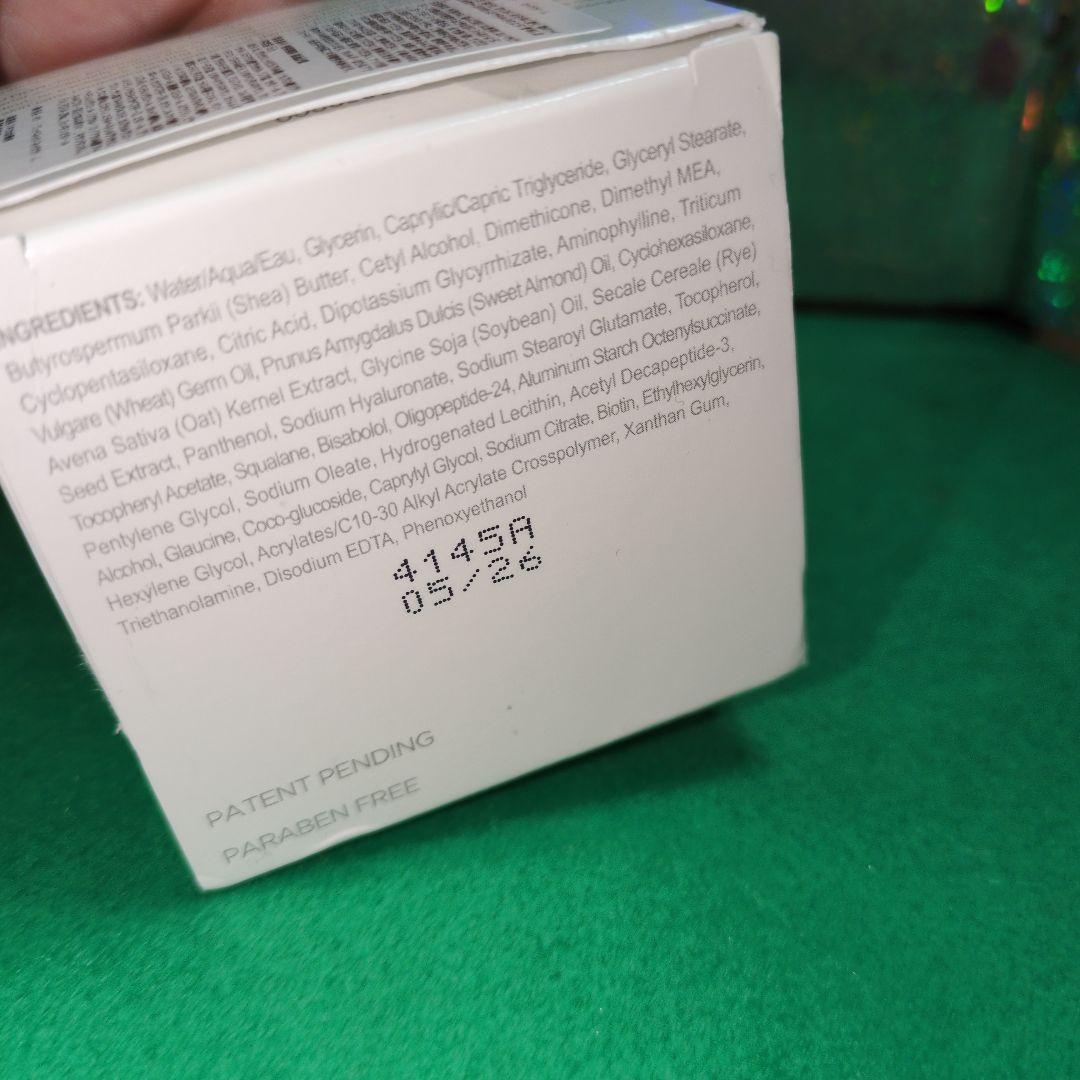 INGREDIENTS: Water/Aqua/Eau, Glycerin, Caprylic/Capric Triglyceride, Glyceryl Stearate,
Butyrospermum Parkii (Shea) Butter, Cetyl Alcohol, Dimethicone, Dimethyl MEA,
Cyclopentasiloxane, Citric Acid, Dipotassium Glycyrrhizate, Aminophylline, Triticum
Vulgare (Wheat) Germ Oil, Prunus Amygdalus Dulcis (Sweet Almond) Oil, Cyclohexasiloxane,
Avena Sativa (Oat) Kernel Extract, Glycine Soja (Soybean) Oil, Secale Cereale (Rye)
Seed Extract, Panthenol, Sodium Hyaluronate, Sodium Stearoyl Glutamate, Tocopherol,
Tocopheryl Acetate, Squalane, Bisabolol, Oligopeptide-24, Aluminum Starch Octenylsuccinate,
Pentylene Glycol, Sodium Oleate, Hydrogenated Lecithin, Acetyl Decapeptide-3,
Alcohol, Glaucine, Coco-glucoside, Caprylyl Glycol, Sodium Citrate, Biotin, Ethylhexylglycerin,
Hexylene Glycol, Acrylates/C10-30 Alkyl Acrylate Crosspolymer, Xanthan Gum,
Triethanolamine, Disodium EDTA, Phenoxyethanol
4145A
05/26
PATENT PENDING
PARABEN FREE